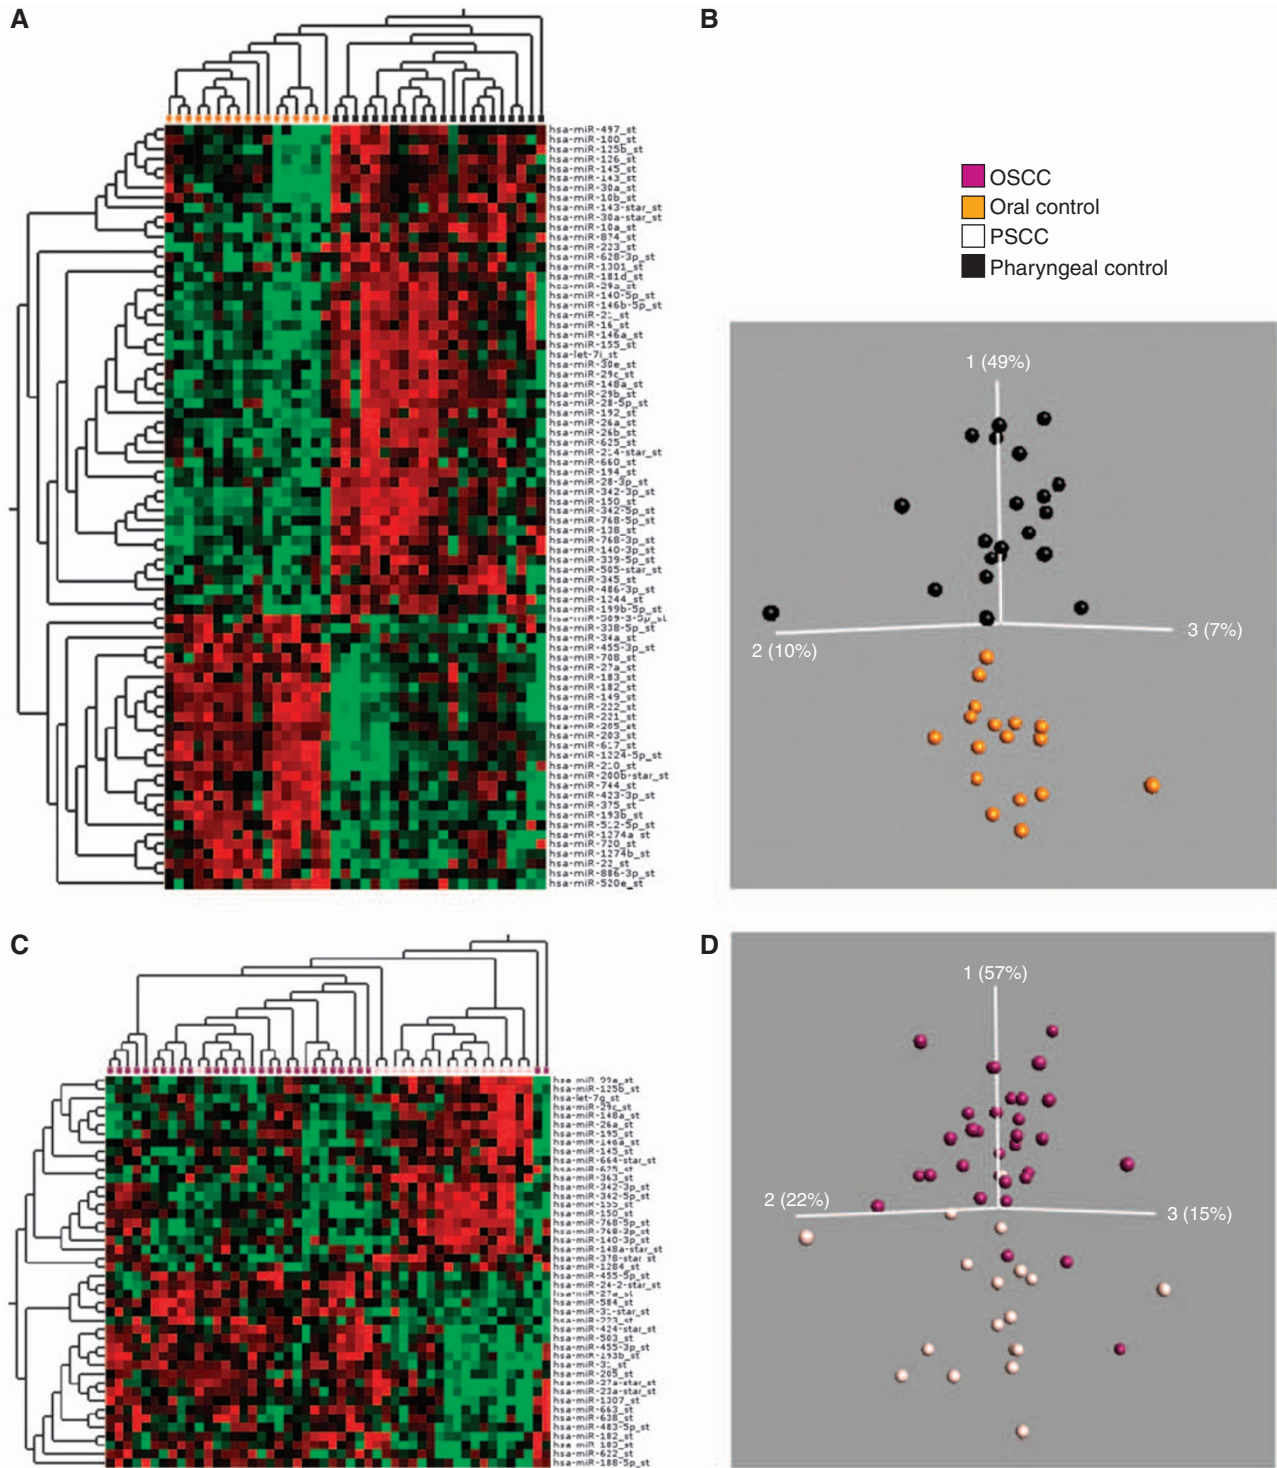 A
hsa-miR-497_st
hsa-miR-100_st
hsa-miR-125b_st
hsa-miR-126_st
hsa-miR-145_st
hsa-miR-143_st
hsa-miR-30a_st
hsa-miR-10b_st
hsa-miR-143-star_st
hsa-miR-30a-star_st
hsa-miR-10a_st
hsa-miR-874_st
hsa-miR-223_st
hsa-miR-628-3p_st
hsa-miR-1301_st
hsa-miR-181d_st
hsa-miR-29a_st
hsa-miR-140-5p_st
hsa-miR-146b-5p_st
hsa-miR-16_st
hsa-miR-146a_st
hsa-miR-155_st
hsa-let-7i_st
hsa-miR-30e_st
hsa-miR-29c_st
hsa-miR-148a_st
hsa-miR-29b_st
hsa-miR-28-5p_st
hsa-miR-192_st
hsa-miR-26a_st
hsa-miR-26b_st
hsa-miR-625_st
hsa-miR-660_st
hsa-miR-194_st
hsa-miR-28-3p_st
hsa-miR-342-3p_st
hsa-miR-150_st
hsa-miR-342-5p_st
hsa-miR-768-5p_st
hsa-miR-138_st
hsa-miR-768-3p_st
hsa-miR-140-3p_st
hsa-miR-339-5p_st
hsa-miR-505-star_st
hsa-miR-345_st
hsa-miR-486-3p_st
hsa-miR-1244_st
hsa-miR-199b-5p_st
hsa-miR-338-5p_st
hsa-miR-34a_st
hsa-miR-455-3p_st
hsa-miR-708_st
hsa-miR-27a_st
hsa-miR-183_st
hsa-miR-182_st
hsa-miR-149_st
hsa-miR-222_st
hsa-miR-221_st
hsa-miR-205_st
hsa-miR-203_st
hsa-miR-1224-5p_st
hsa-miR-200b-star_st
hsa-miR-744_st
hsa-miR-423-3p_st
hsa-miR-375_st
hsa-miR-193b_st
hsa-miR-1274a_st
hsa-miR-720_st
hsa-miR-1274b_st
hsa-miR-22_st
hsa-miR-886-3p_st
hsa-miR-520e_st
B
OSCC
Oral control
PSCC
Pharyngeal control
1 (49%)
2 (10%)
3 (7%)
C
hsa-miR-99a_st
hsa-miR-125b_st
hsa-let-7g_st
hsa-miR-29c_st
hsa-miR-148a_st
hsa-miR-26a_st
hsa-miR-195_st
hsa-miR-146a_st
hsa-miR-145_st
hsa-miR-664-star_st
hsa-miR-625_st
hsa-miR-363_st
hsa-miR-342-3p_st
hsa-miR-342-5p_st
hsa-miR-155_st
hsa-miR-150_st
hsa-miR-768-5p_st
hsa-miR-768-3p_st
hsa-miR-140-3p_st
hsa-miR-148a-star_st
hsa-miR-378-star_st
hsa-miR-1284_st
hsa-miR-455-5p_st
hsa-miR-24-2-star_st
hsa-miR-27a_st
hsa-miR-584_st
hsa-miR-223_st
hsa-miR-424-star_st
hsa-miR-503_st
hsa-miR-455-3p_st
hsa-miR-193b_st
hsa-miR-205_st
hsa-miR-27a-star_st
hsa-miR-23a-star_st
hsa-miR-1307_st
hsa-miR-663_st
hsa-miR-638_st
hsa-miR-483-5p_st
hsa-miR-182_st
hsa-miR-622_st
hsa-miR-188-5p_st
D
1 (57%)
2 (22%)
3 (15%)